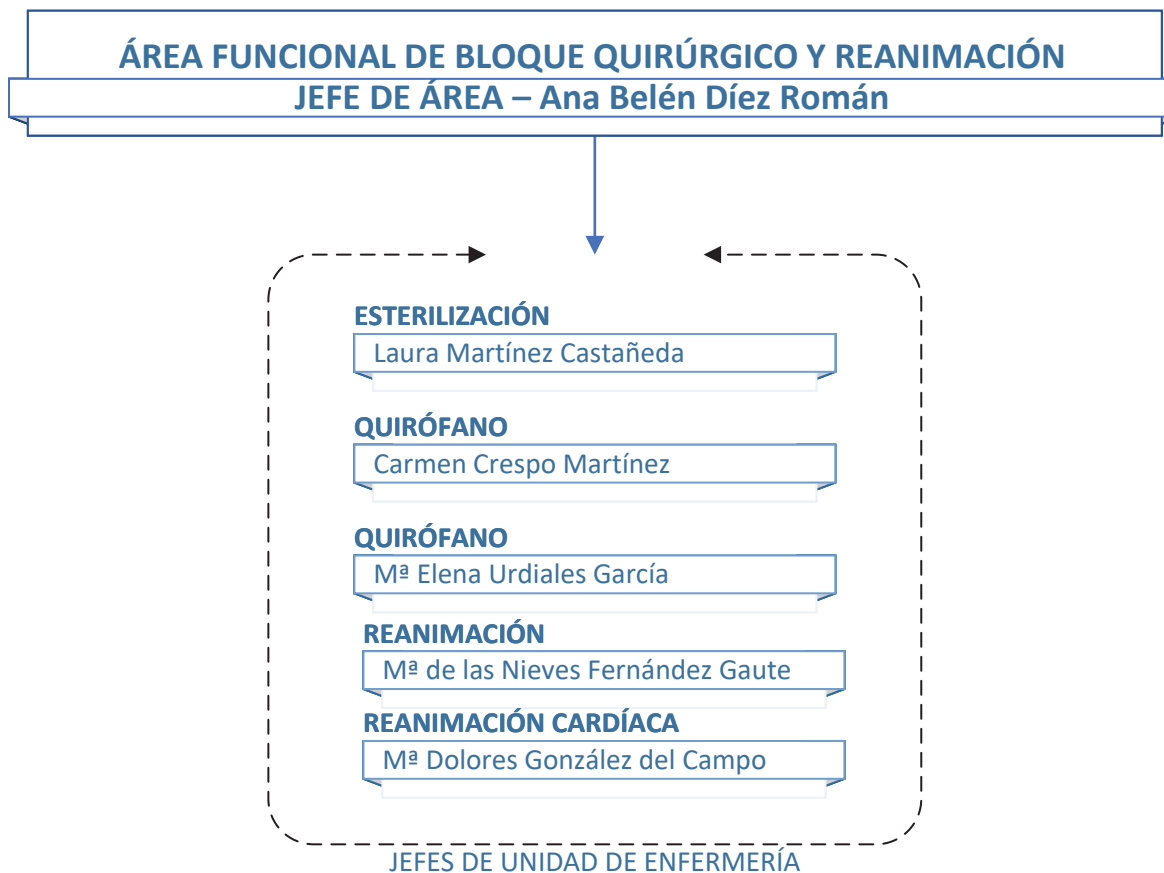 ÁREA FUNCIONAL DE BLOQUE QUIRÚRGICO Y REANIMACIÓN
JEFE DE ÁREA – Ana Belén Díez Román
ESTERILIZACIÓN
Laura Martínez Castañeda
QUIRÓFANO
Carmen Crespo Martínez
QUIRÓFANO
Mª Elena Urdiales García
REANIMACIÓN
Mª de las Nieves Fernández Gaute
REANIMACIÓN CARDÍACA
Mª Dolores González del Campo
JEFES DE UNIDAD DE ENFERMERÍA